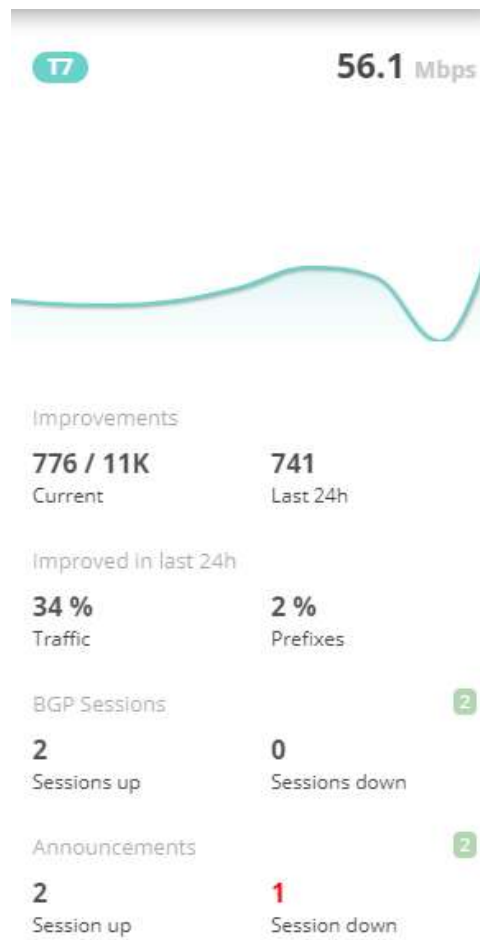 T7 56.1 Mbps
Improvements
776 / 11K 741
Current Last 24h
Improved in last 24h
34 % 2 %
Traffic Prefixes
BGP Sessions 2
2 0
Sessions up Sessions down
Announcements 2
2 1
Session up Session down